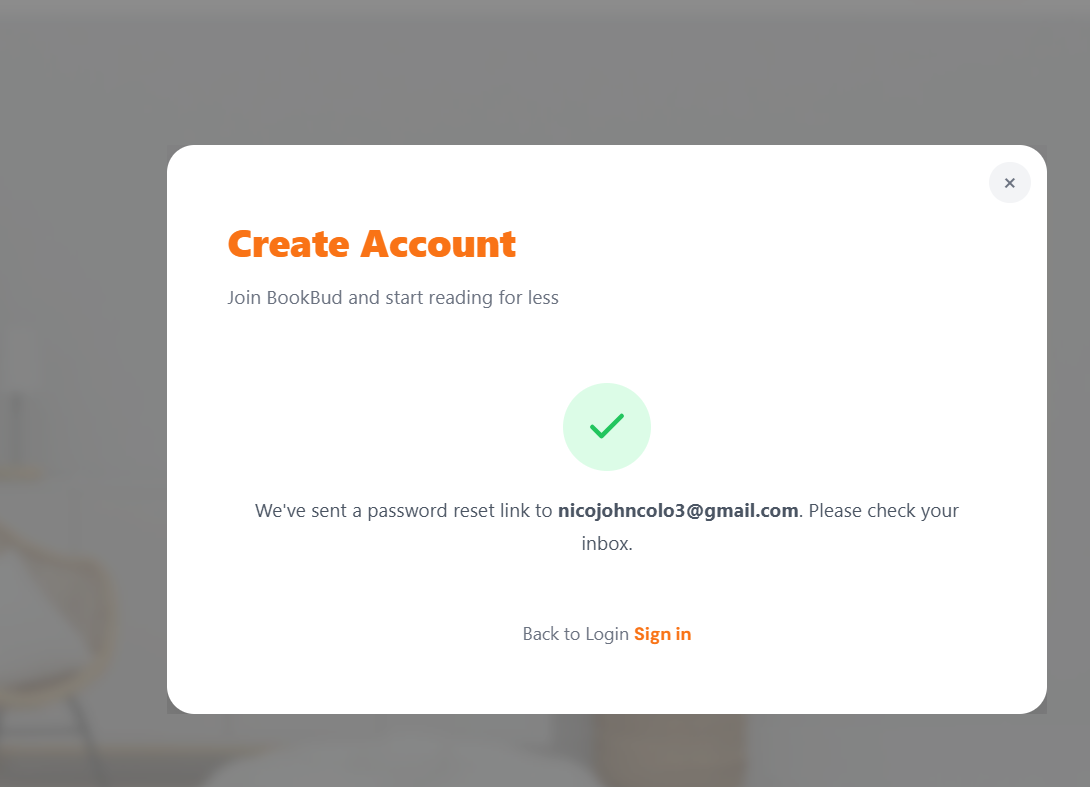 ×
Create Account
Join BookBud and start reading for less
We've sent a password reset link to nicojohncolo3@gmail.com. Please check your
inbox.
Back to Login Sign in